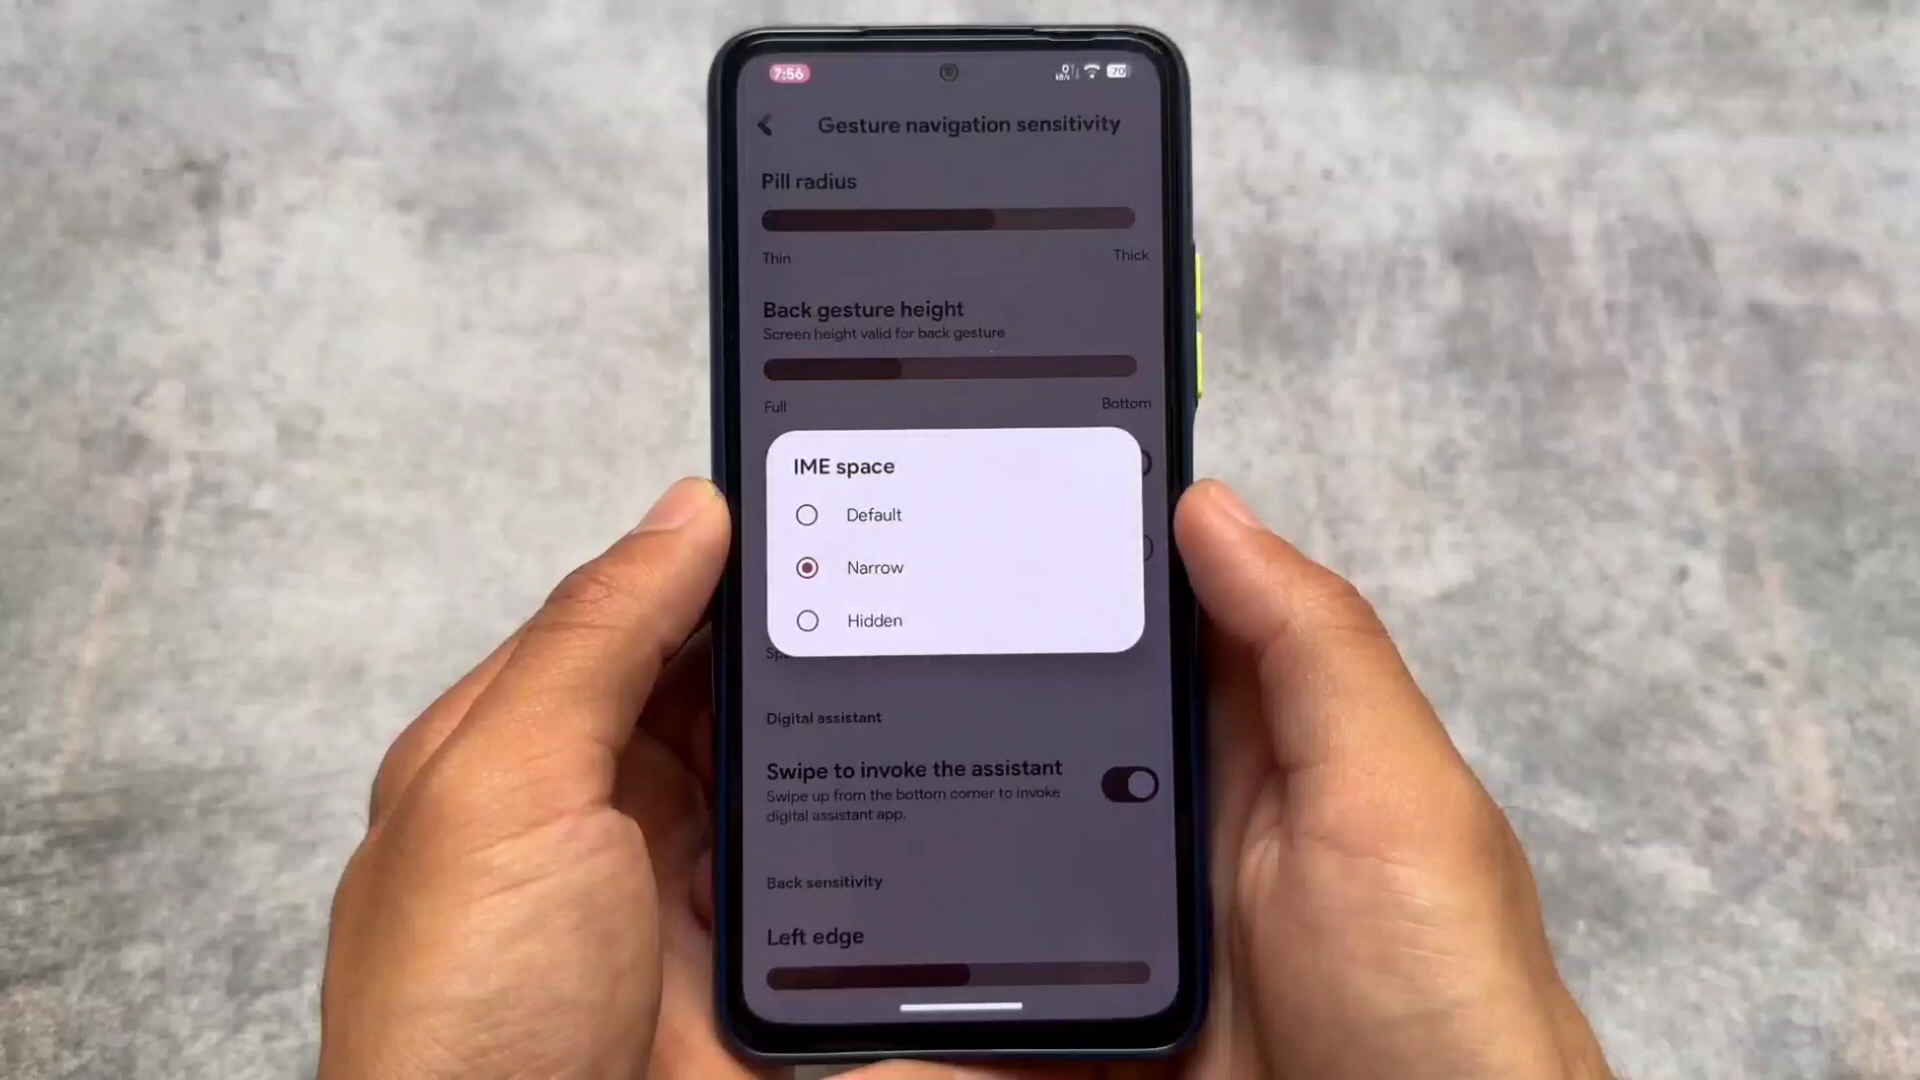 7:56
0
70
Gesture navigation sensitivity
Pill radius
Thin Thick
Back gesture height
Screen height valid for back gesture
Full Bottom
IME space
Default
Narrow
Hidden
Digital assistant
Swipe to invoke the assistant
Swipe up from the bottom corner to invoke
digital assistant app.
Back sensitivity
Left edge